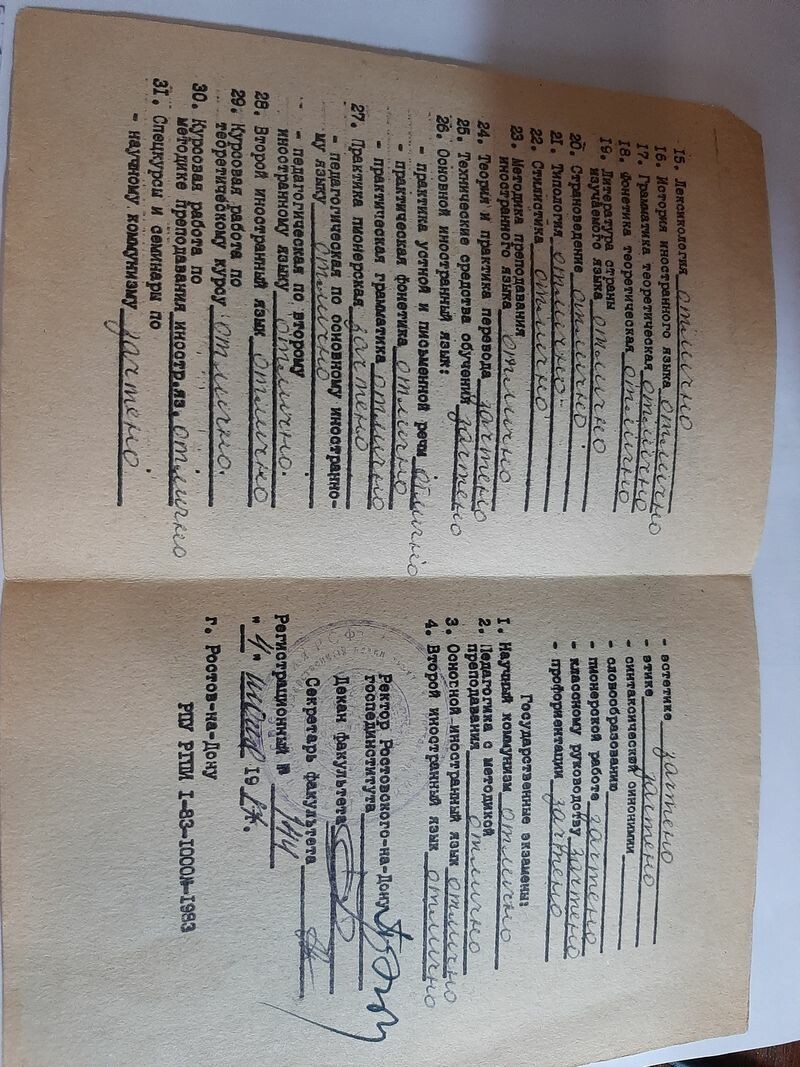 15. Лексикология отлично
16. История иностранного языка отлично
17. Грамматика теоретическая отлично
18. Фонетика теоретическая отлично
19. Литература страны
изучаемого языка отлично
20. Страноведение отлично
21. Типология отлично
22. Стилистика отлично
23. Методика преподавания
иностранного языка отлично
24. Теория и практика перевода зачтено
25. Технические средства обучения зачтено
26. Основной иностранный язык:
- практика устной и письменной речи отлично
- практическая фонетика отлично
- практическая грамматика отлично
27. Практика пионерская зачтено
- педагогическая по основному иностранно-
му языку отлично
- педагогическая по второму
иностранному языку отлично.
28. Второй иностранный язык отлично
29. Курсовая работа по
теоретическому курсу отлично.
30. Курсовая работа по
методике преподавания иностр.яз. отлично
31. Спецкурсы и семинары по
- научному коммунизму зачтено
- эстетике зачтено
- этике зачтено
- синтаксической синонимии
- словообразованию
- пионерской работе зачтено
- классному руководству зачтено
- профориентации зачтено
Государственные экзамены:
1. Научный коммунизм отлично
2. Педагогика с методикой
преподавания отлично
3. Основной иностранный язык отлично
4. Второй иностранный язык отлично
Ректор Ростовского-на-Дону
госпединститута
Декан факультета
Секретарь факультета
Регистрационный № 144
" 4 " 19 г.
г. Ростов-на-Дону
РПУ РПИ I-83-1000№-1983